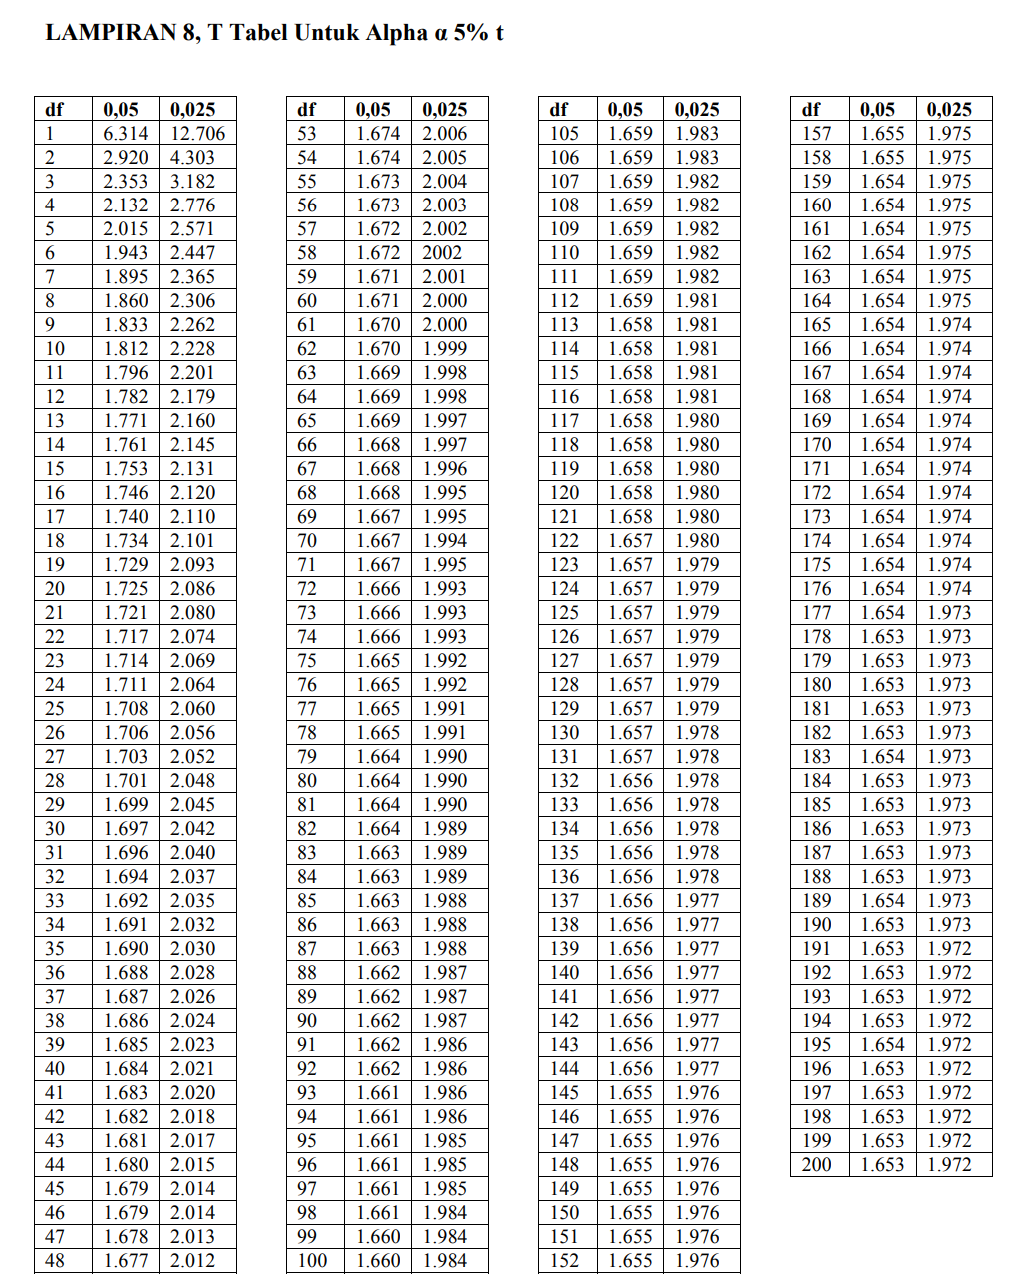 LAMPIRAN 8, T Tabel Untuk Alpha α 5% t
df 0,05 0,025 df 0,05 0,025 df 0,05 0,025 df 0,05 0,025
1 6.314 12.706 53 1.674 2.006 105 1.659 1.983 157 1.655 1.975
2 2.920 4.303 54 1.674 2.005 106 1.659 1.983 158 1.655 1.975
3 2.353 3.182 55 1.673 2.004 107 1.659 1.982 159 1.654 1.975
4 2.132 2.776 56 1.673 2.003 108 1.659 1.982 160 1.654 1.975
5 2.015 2.571 57 1.672 2.002 109 1.659 1.982 161 1.654 1.975
6 1.943 2.447 58 1.672 2002 110 1.659 1.982 162 1.654 1.975
7 1.895 2.365 59 1.671 2.001 111 1.659 1.982 163 1.654 1.975
8 1.860 2.306 60 1.671 2.000 112 1.659 1.981 164 1.654 1.975
9 1.833 2.262 61 1.670 2.000 113 1.658 1.981 165 1.654 1.974
10 1.812 2.228 62 1.670 1.999 114 1.658 1.981 166 1.654 1.974
11 1.796 2.201 63 1.669 1.998 115 1.658 1.981 167 1.654 1.974
12 1.782 2.179 64 1.669 1.998 116 1.658 1.981 168 1.654 1.974
13 1.771 2.160 65 1.669 1.997 117 1.658 1.980 169 1.654 1.974
14 1.761 2.145 66 1.668 1.997 118 1.658 1.980 170 1.654 1.974
15 1.753 2.131 67 1.668 1.996 119 1.658 1.980 171 1.654 1.974
16 1.746 2.120 68 1.668 1.995 120 1.658 1.980 172 1.654 1.974
17 1.740 2.110 69 1.667 1.995 121 1.658 1.980 173 1.654 1.974
18 1.734 2.101 70 1.667 1.994 122 1.657 1.980 174 1.654 1.974
19 1.729 2.093 71 1.667 1.995 123 1.657 1.979 175 1.654 1.974
20 1.725 2.086 72 1.666 1.993 124 1.657 1.979 176 1.654 1.974
21 1.721 2.080 73 1.666 1.993 125 1.657 1.979 177 1.654 1.973
22 1.717 2.074 74 1.666 1.993 126 1.657 1.979 178 1.653 1.973
23 1.714 2.069 75 1.665 1.992 127 1.657 1.979 179 1.653 1.973
24 1.711 2.064 76 1.665 1.992 128 1.657 1.979 180 1.653 1.973
25 1.708 2.060 77 1.665 1.991 129 1.657 1.979 181 1.653 1.973
26 1.706 2.056 78 1.665 1.991 130 1.657 1.978 182 1.653 1.973
27 1.703 2.052 79 1.664 1.990 131 1.657 1.978 183 1.654 1.973
28 1.701 2.048 80 1.664 1.990 132 1.656 1.978 184 1.653 1.973
29 1.699 2.045 81 1.664 1.990 133 1.656 1.978 185 1.653 1.973
30 1.697 2.042 82 1.664 1.989 134 1.656 1.978 186 1.653 1.973
31 1.696 2.040 83 1.663 1.989 135 1.656 1.978 187 1.653 1.973
32 1.694 2.037 84 1.663 1.989 136 1.656 1.978 188 1.653 1.973
33 1.692 2.035 85 1.663 1.988 137 1.656 1.977 189 1.654 1.973
34 1.691 2.032 86 1.663 1.988 138 1.656 1.977 190 1.653 1.973
35 1.690 2.030 87 1.663 1.988 139 1.656 1.977 191 1.653 1.972
36 1.688 2.028 88 1.662 1.987 140 1.656 1.977 192 1.653 1.972
37 1.687 2.026 89 1.662 1.987 141 1.656 1.977 193 1.653 1.972
38 1.686 2.024 90 1.662 1.987 142 1.656 1.977 194 1.653 1.972
39 1.685 2.023 91 1.662 1.986 143 1.656 1.977 195 1.654 1.972
40 1.684 2.021 92 1.662 1.986 144 1.656 1.977 196 1.653 1.972
41 1.683 2.020 93 1.661 1.986 145 1.655 1.976 197 1.653 1.972
42 1.682 2.018 94 1.661 1.986 146 1.655 1.976 198 1.653 1.972
43 1.681 2.017 95 1.661 1.985 147 1.655 1.976 199 1.653 1.972
44 1.680 2.015 96 1.661 1.985 148 1.655 1.976 200 1.653 1.972
45 1.679 2.014 97 1.661 1.985 149 1.655 1.976
46 1.679 2.014 98 1.661 1.984 150 1.655 1.976
47 1.678 2.013 99 1.660 1.984 151 1.655 1.976
48 1.677 2.012 100 1.660 1.984 152 1.655 1.976